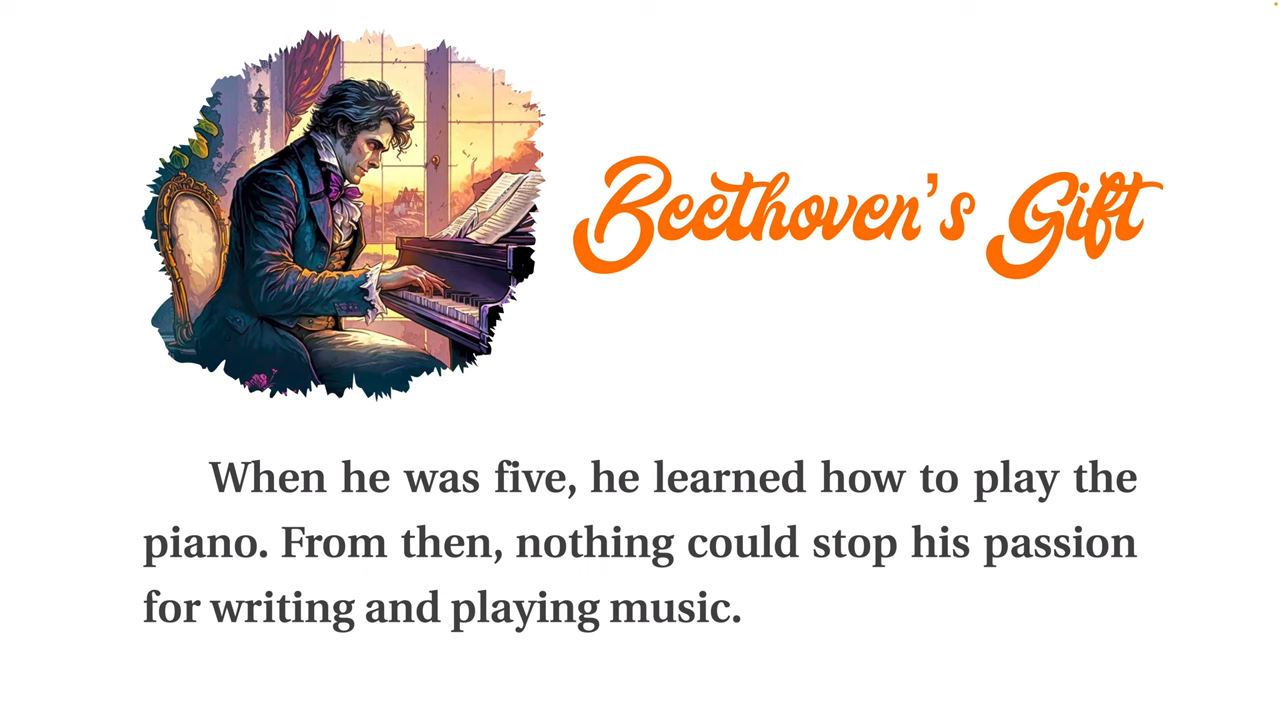 Beethoven's Gift
When he was five, he learned how to play the
piano. From then, nothing could stop his passion
for writing and playing music.